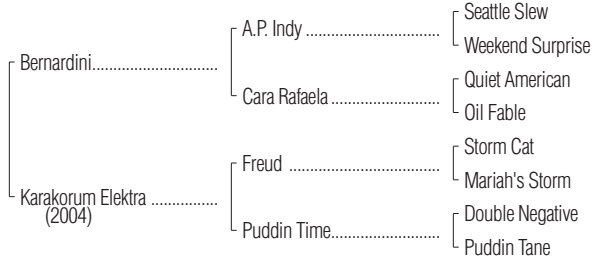 Seattle Slew
A.P. Indy ..............................
Weekend Surprise
Bernardini............................
Quiet American
Cara Rafaela ........................
Oil Fable
Storm Cat
Freud .................................
Mariah's Storm
Karakorum Elektra ...............
(2004)
Double Negative
Puddin Time........................
Puddin Tane